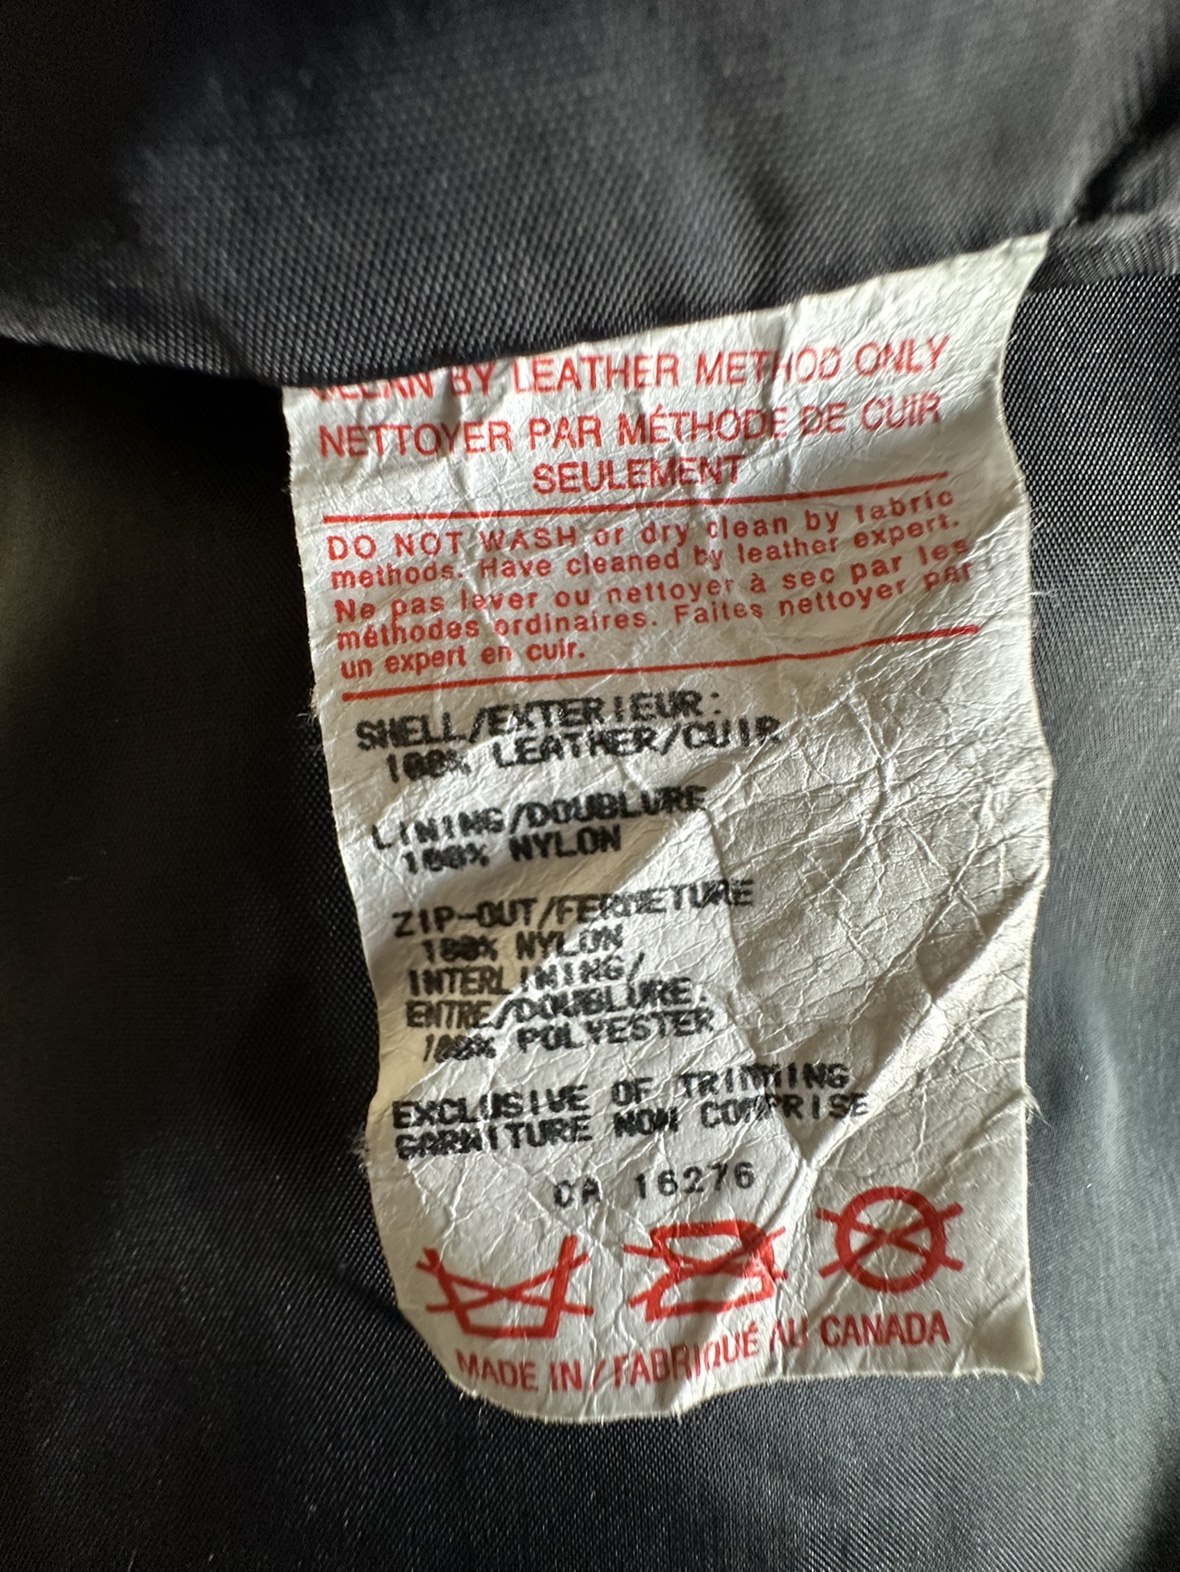 CLEAN BY LEATHER METHOD ONLY
NETTOYER PAR MÉTHODE DE CUIR
SEULEMENT
DO NOT WASH or dry clean by fabric
methods. Have cleaned by leather expert.
Ne pas laver ou nettoyer à sec par les
méthodes ordinaires. Faites nettoyer par
un expert en cuir.
SHELL/EXTERIEUR:
100% LEATHER/CUIR
LINING/DOUBLURE
100% NYLON
ZIP-OUT/FERMETURE
100% NYLON
INTERLINING/
ENTRE/DOUBLURE:
100% POLYESTER
EXCLUSIVE OF TRIMMING
GARNITURE NON COMPRISE
CA 16276
MADE IN / FABRIQUÉ AU CANADA